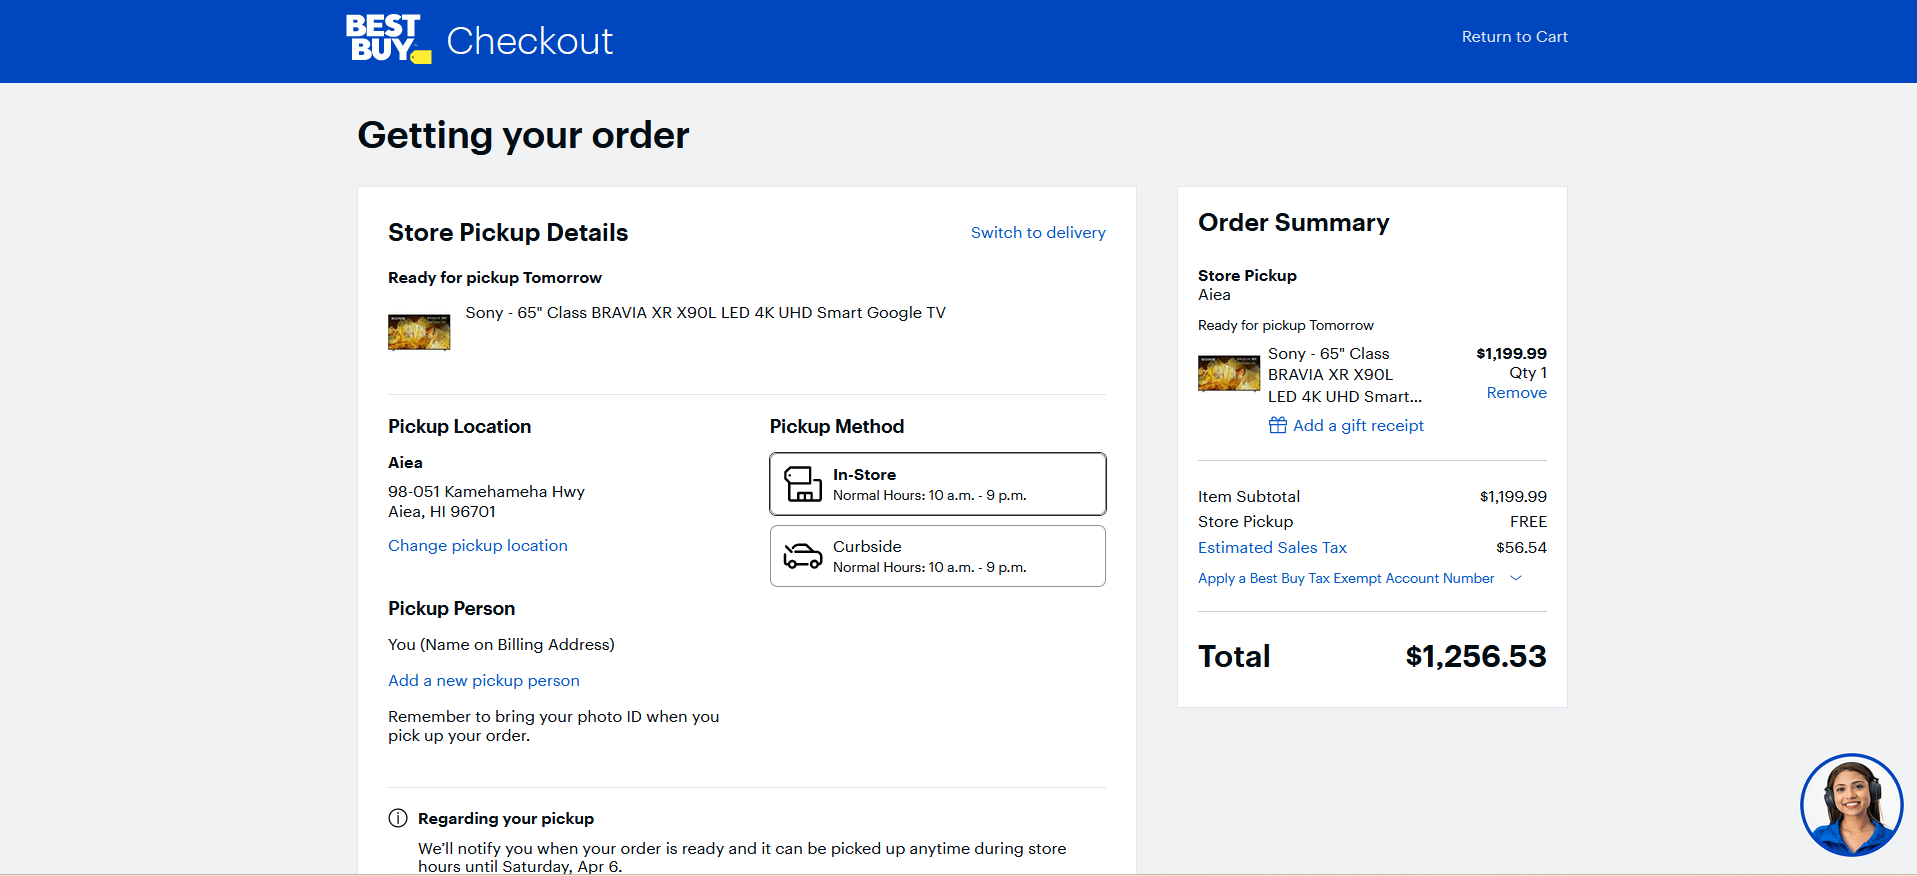 BEST
BUY
Checkout
Return to Cart
Getting your order
Store Pickup Details
Switch to delivery
Ready for pickup Tomorrow
Sony - 65" Class BRAVIA XR X90L LED 4K UHD Smart Google TV
Pickup Location
Aiea
98-051 Kamehameha Hwy
Aiea, HI 96701
Change pickup location
Pickup Method
In-Store
Normal Hours: 10 a.m. - 9 p.m.
Curbside
Normal Hours: 10 a.m. - 9 p.m.
Pickup Person
You (Name on Billing Address)
Add a new pickup person
Remember to bring your photo ID when you
pick up your order.
Regarding your pickup
We'll notify you when your order is ready and it can be picked up anytime during store
hours until Saturday, Apr 6.
Order Summary
Store Pickup
Aiea
Ready for pickup Tomorrow
Sony - 65" Class
BRAVIA XR X90L
LED 4K UHD Smart...
$1,199.99
Qty 1
Remove
Add a gift receipt
Item Subtotal $1,199.99
Store Pickup FREE
Estimated Sales Tax $56.54
Apply a Best Buy Tax Exempt Account Number
Total $1,256.53